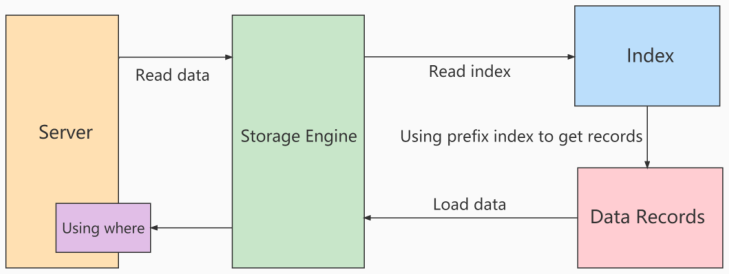 Server
Read data
Storage Engine
Read index
Index
Using prefix index to get records
Data Records
Load data
Using where